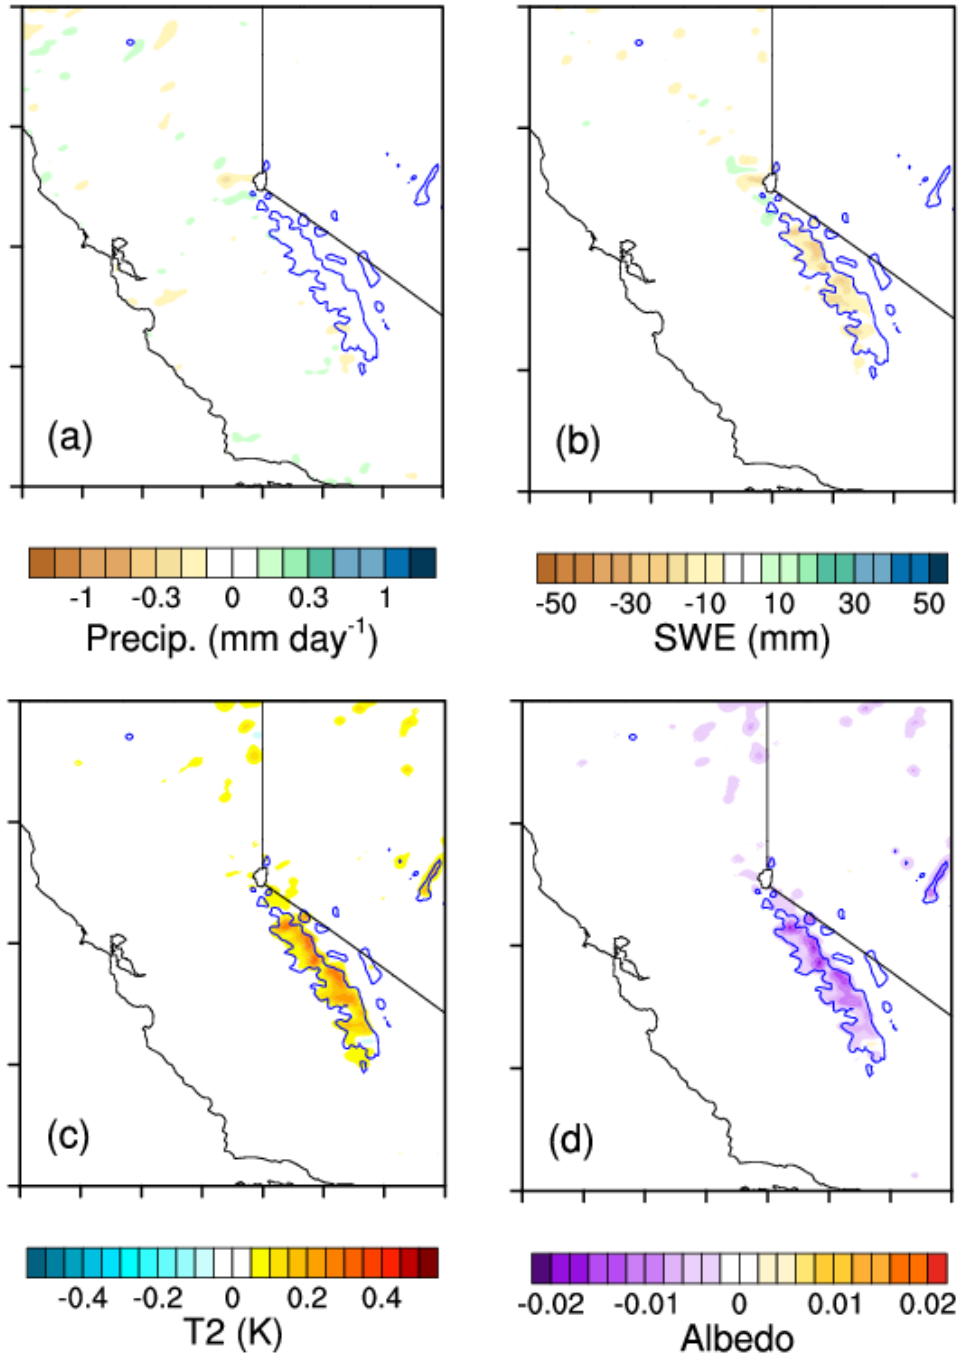 (a)
(b)
-1 -0.3 0 0.3 1
Precip. (mm day⁻¹)
-50 -30 -10 10 30 50
SWE (mm)
(c)
(d)
-0.4 -0.2 0 0.2 0.4
T2 (K)
-0.02 -0.01 0 0.01 0.02
Albedo